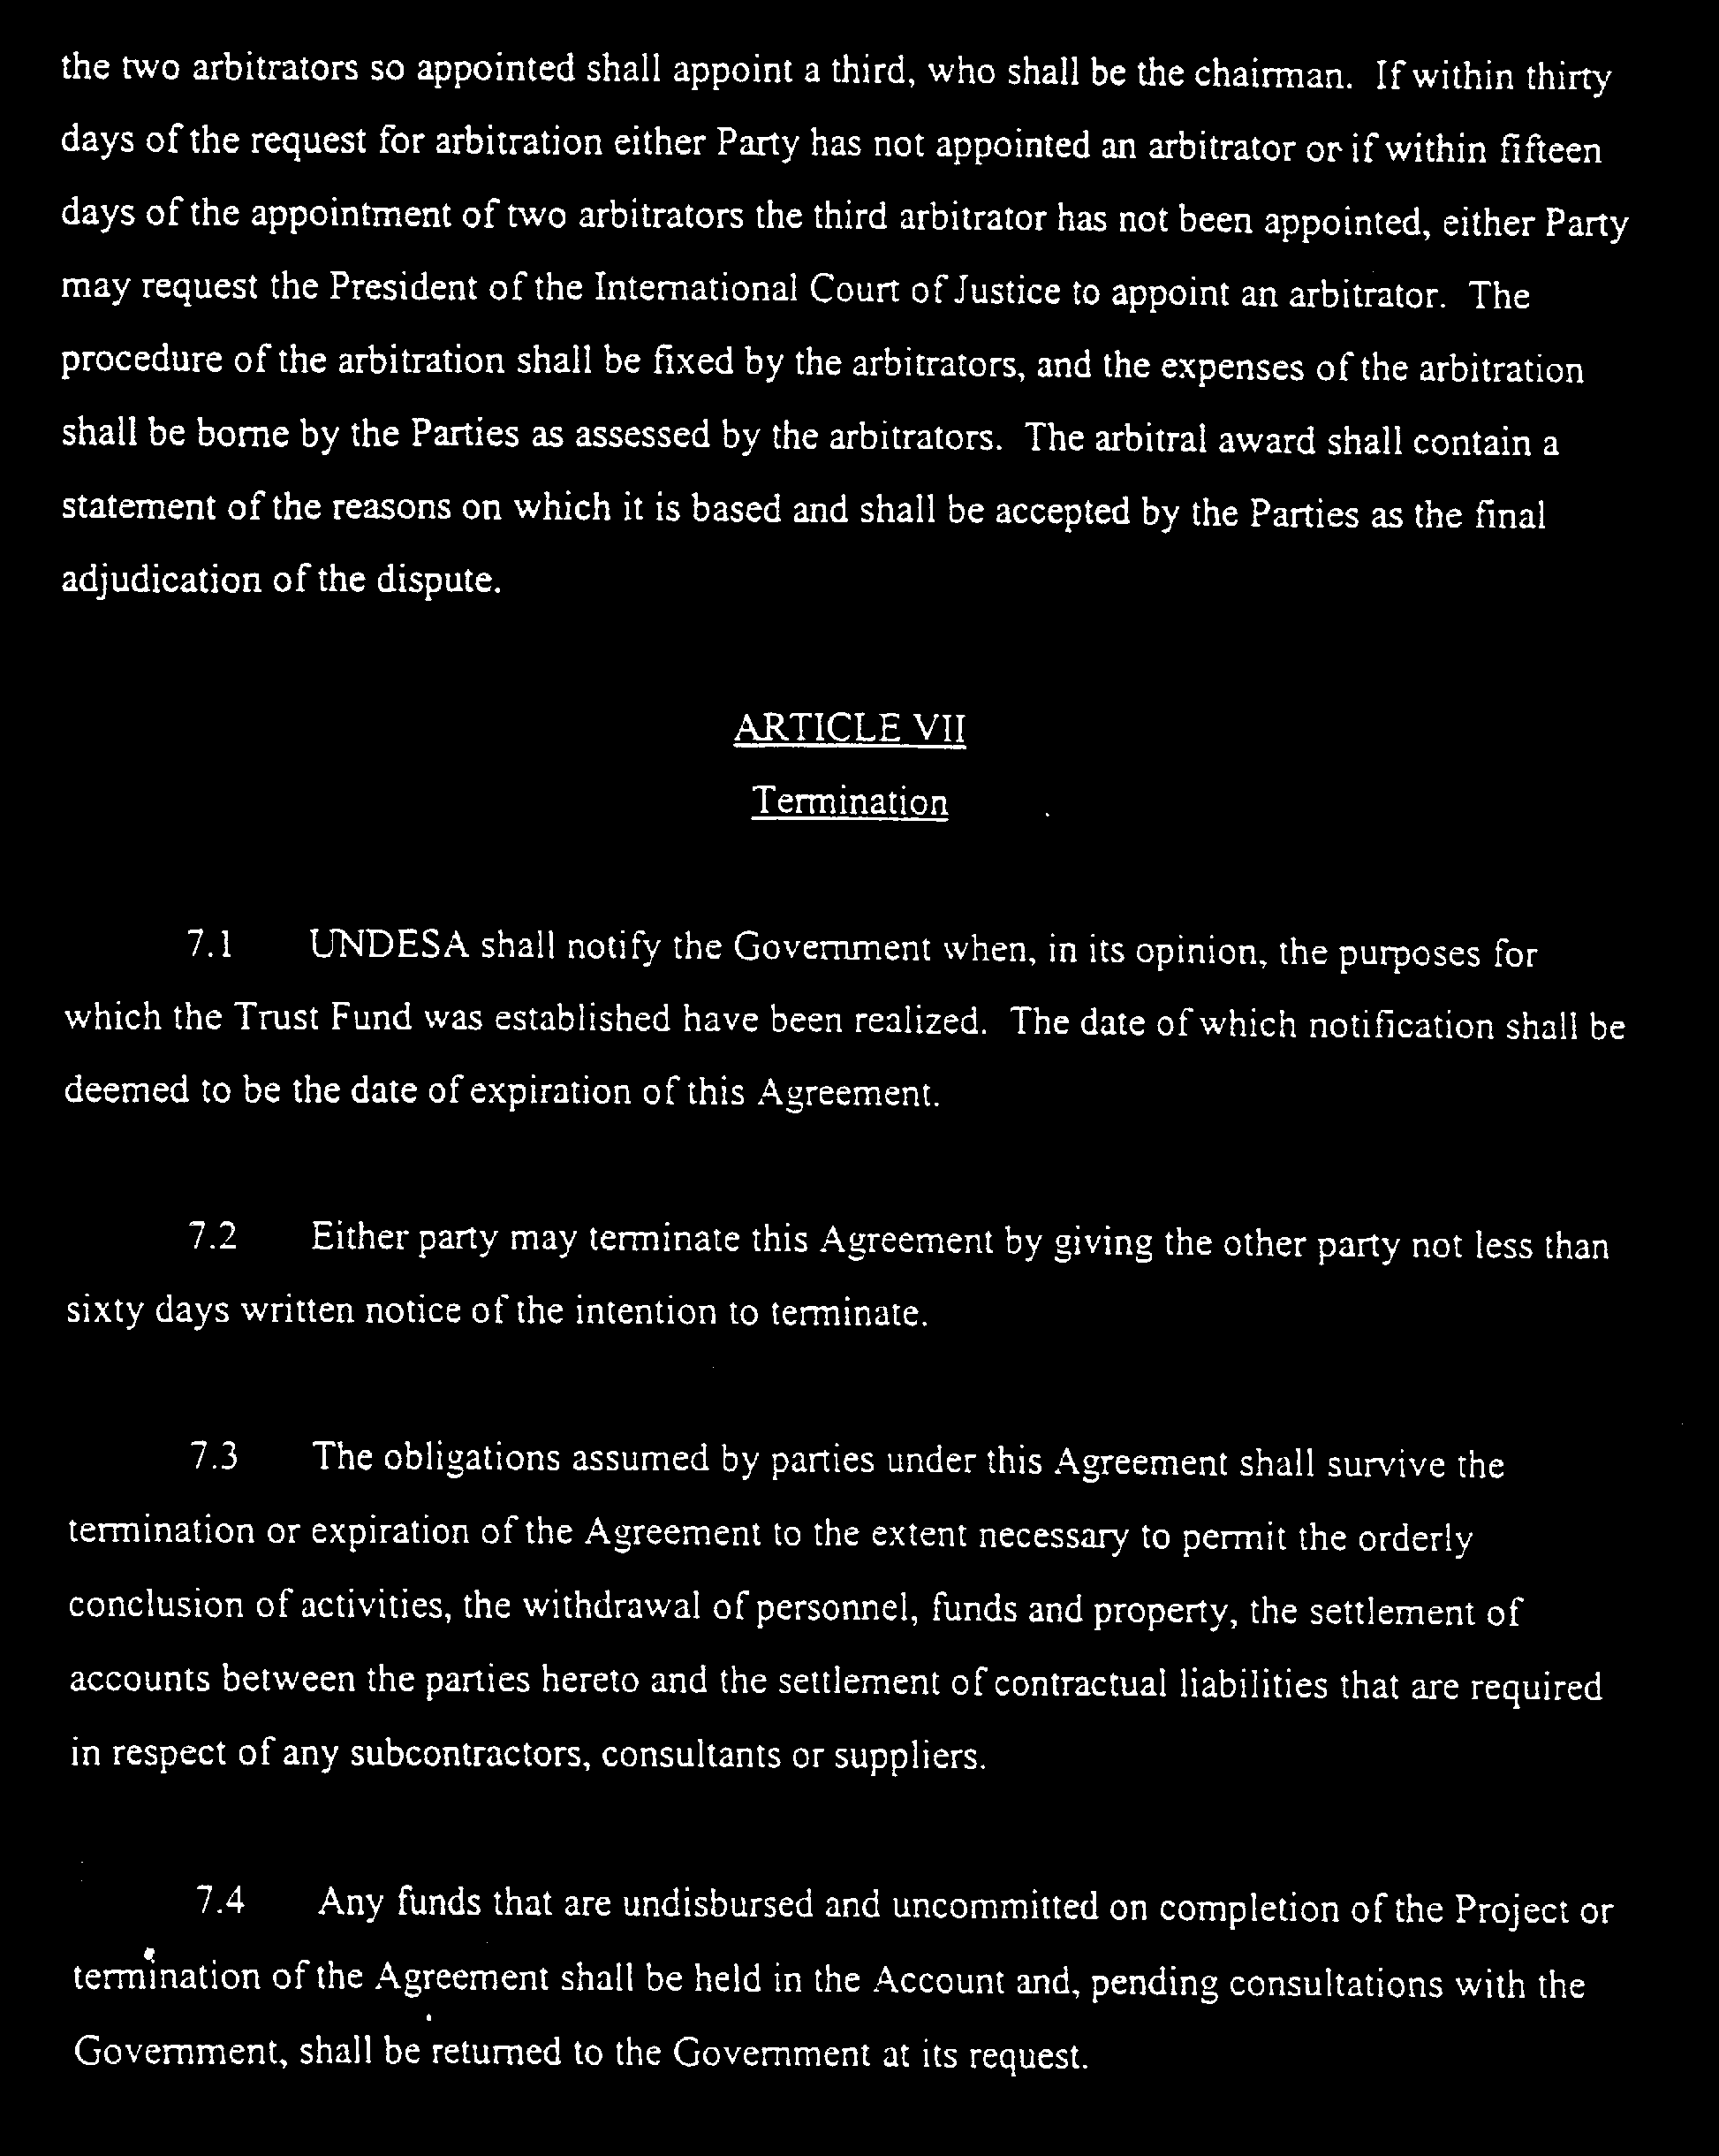 the two arbitrators so appointed shall appoint a third, who shall be the chairman. If within thirty
days of the request for arbitration either Party has not appointed an arbitrator or if within fifteen
days of the appointment of two arbitrators the third arbitrator has not been appointed, either Party
may request the President of the International Court of Justice to appoint an arbitrator. The
procedure of the arbitration shall be fixed by the arbitrators, and the expenses of the arbitration
shall be borne by the Parties as assessed by the arbitrators. The arbitral award shall contain a
statement of the reasons on which it is based and shall be accepted by the Parties as the final
adjudication of the dispute.
ARTICLE VII
Termination
7.1 UNDESA shall notify the Government when, in its opinion, the purposes for
which the Trust Fund was established have been realized. The date of which notification shall be
deemed to be the date of expiration of this Agreement.
7.2 Either party may terminate this Agreement by giving the other party not less than
sixty days written notice of the intention to terminate.
7.3 The obligations assumed by parties under this Agreement shall survive the
termination or expiration of the Agreement to the extent necessary to permit the orderly
conclusion of activities, the withdrawal of personnel, funds and property, the settlement of
accounts between the parties hereto and the settlement of contractual liabilities that are required
in respect of any subcontractors, consultants or suppliers.
7.4 Any funds that are undisbursed and uncommitted on completion of the Project or
termination of the Agreement shall be held in the Account and, pending consultations with the
Government, shall be returned to the Government at its request.